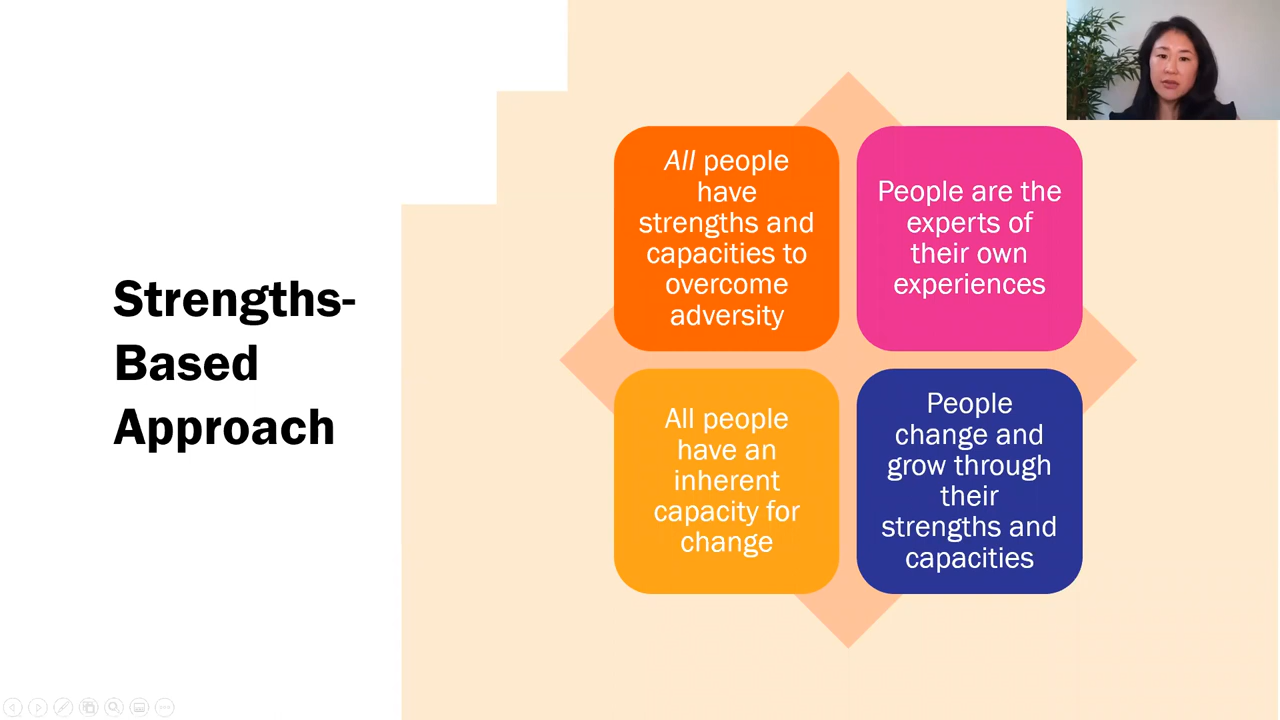 Strengths-
Based
Approach
All people
have
strengths and
capacities to
overcome
adversity
People are the
experts of
their own
experiences
All people
have an
inherent
capacity for
change
People
change and
grow through
their
strengths and
capacities